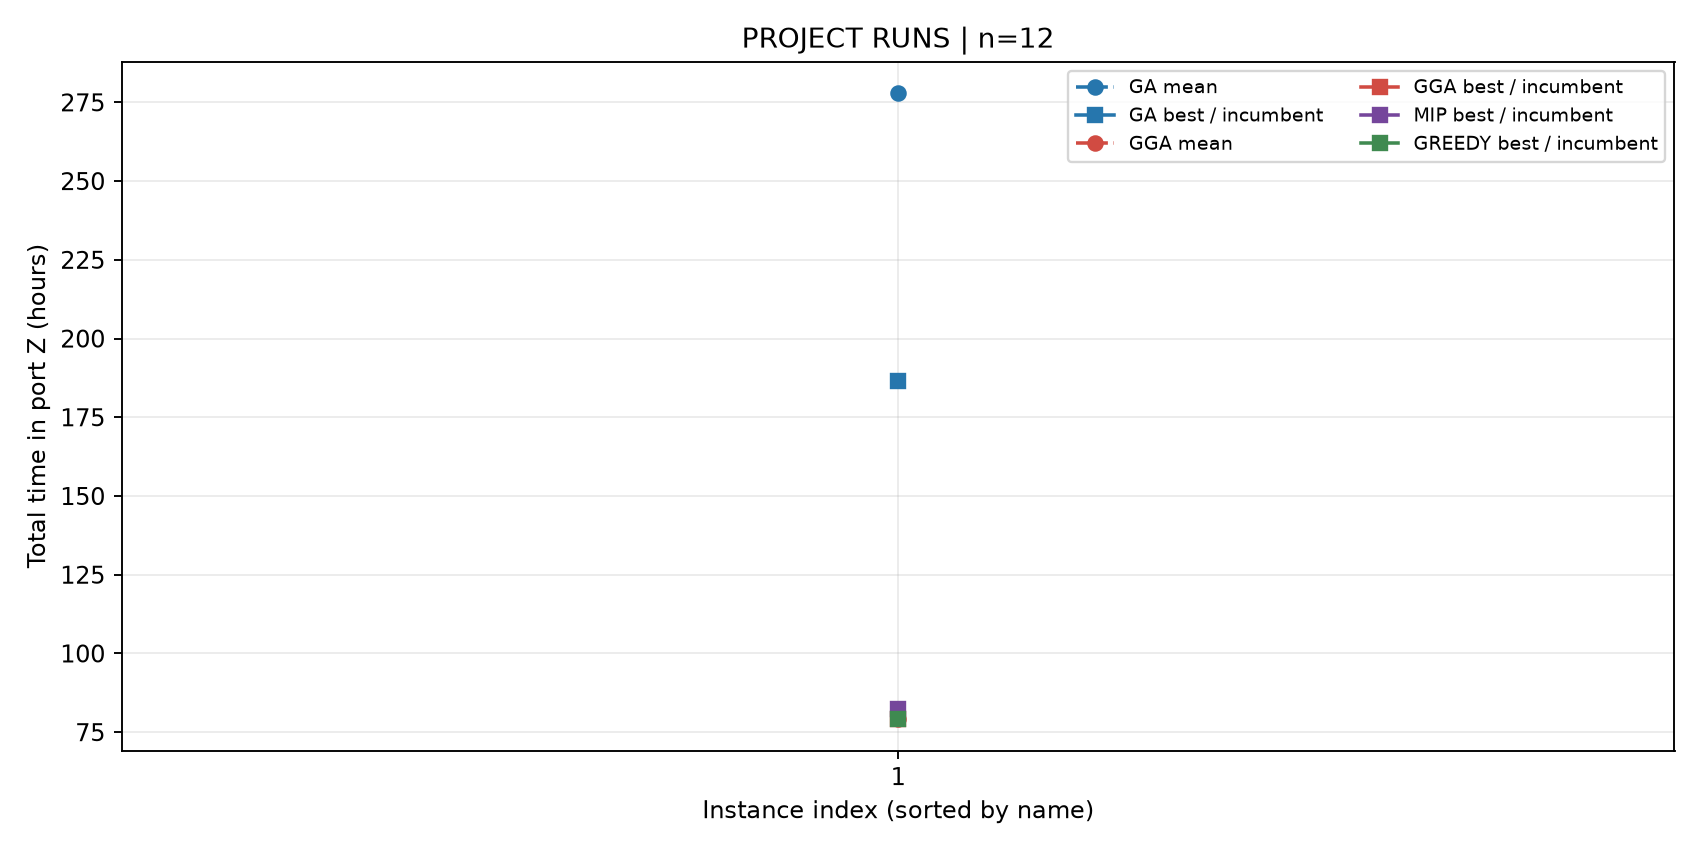 PROJECT RUNS | n=12
GA mean
GA best / incumbent
GGA mean
GGA best / incumbent
MIP best / incumbent
GREEDY best / incumbent
Total time in port Z (hours)
275
250
225
200
175
150
125
100
75
1
Instance index (sorted by name)